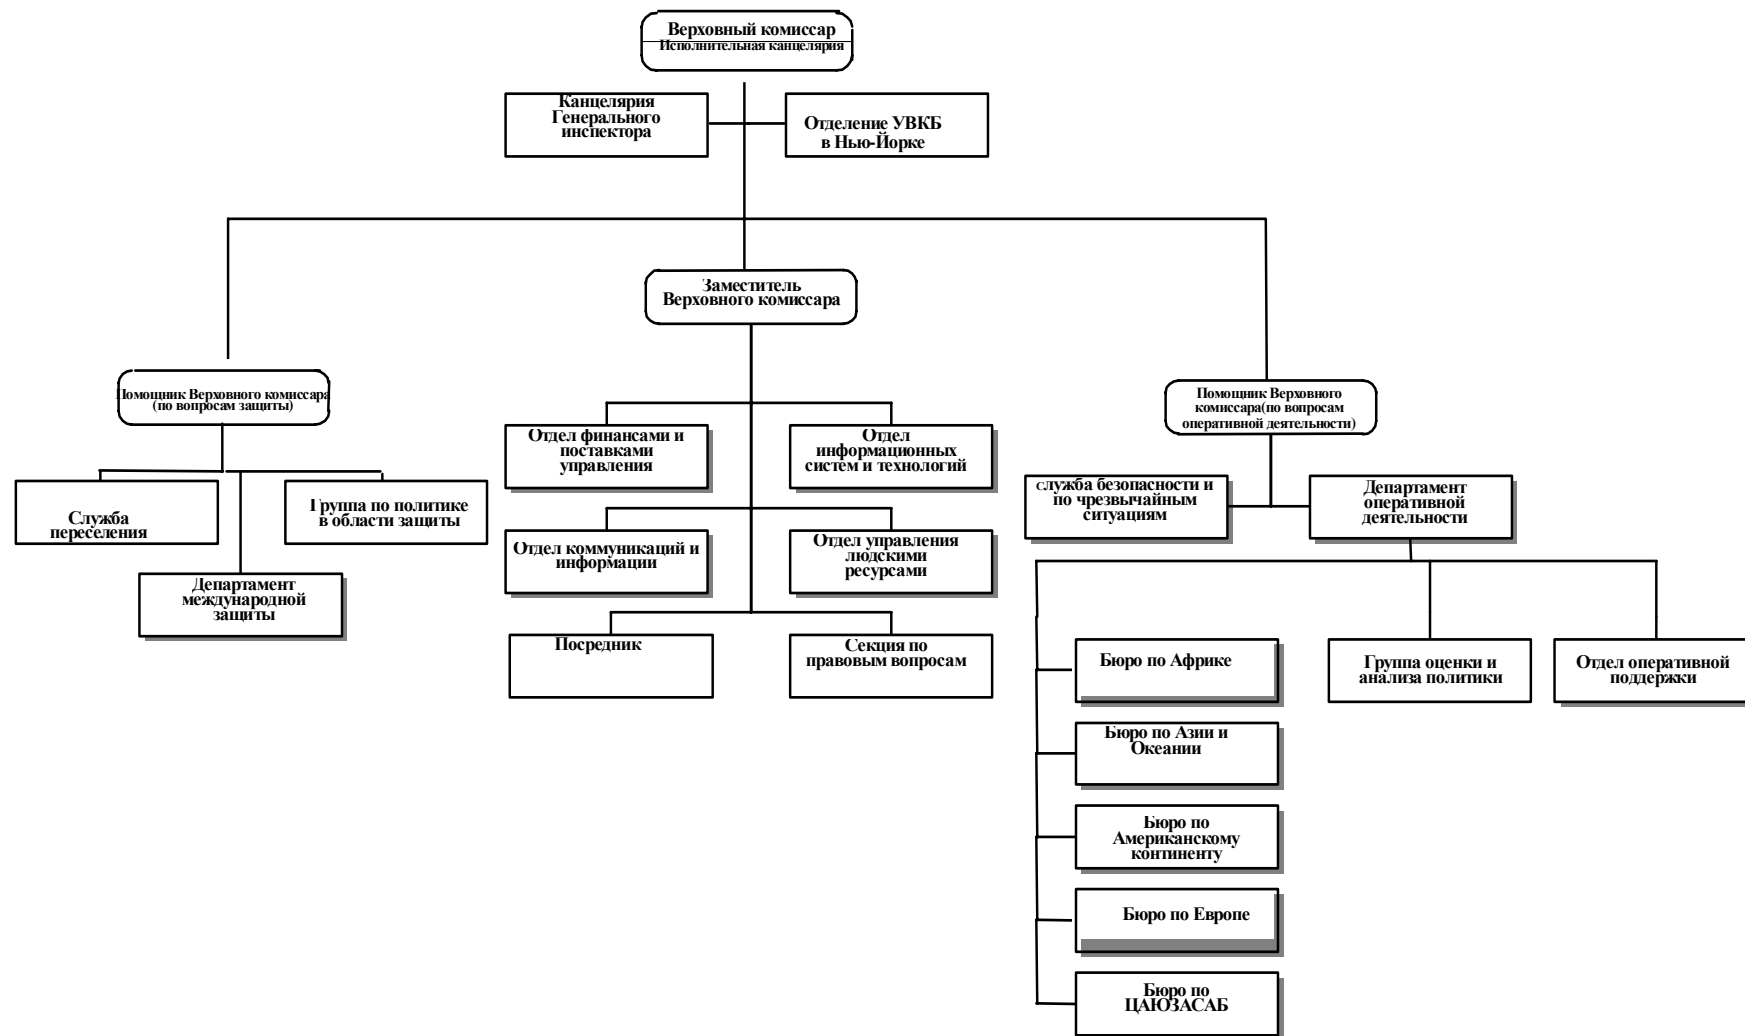 Верховный комиссар
Исполнительная канцелярия
Канцелярия
Генерального
инспектора
Отделение УВКБ
в Нью-Йорке
Заместитель
Верховного комиссара
Помощник Верховного комиссара
(по вопросам защиты)
Помощник Верховного
комиссара(по вопросам
оперативной деятельности)
Служба
переселения
Группа по политике
в области защиты
Департамент
международной
защиты
Отдел финансами и
поставками
управления
Отдел
информационных
систем и технологий
Отдел коммуникаций и
информации
Отдел управления
людскими
ресурсами
Посредник
Секция по
правовым вопросам
Служба безопасности и
по чрезвычайным
ситуациям
Департамент
оперативной
деятельности
Бюро по Африке
Бюро по Азии и
Океании
Бюро по
Американскому
континенту
Бюро по Европе
Бюро по
ЦАЮЗАСАБ
Группа оценки и
анализа политики
Отдел оперативной
поддержки